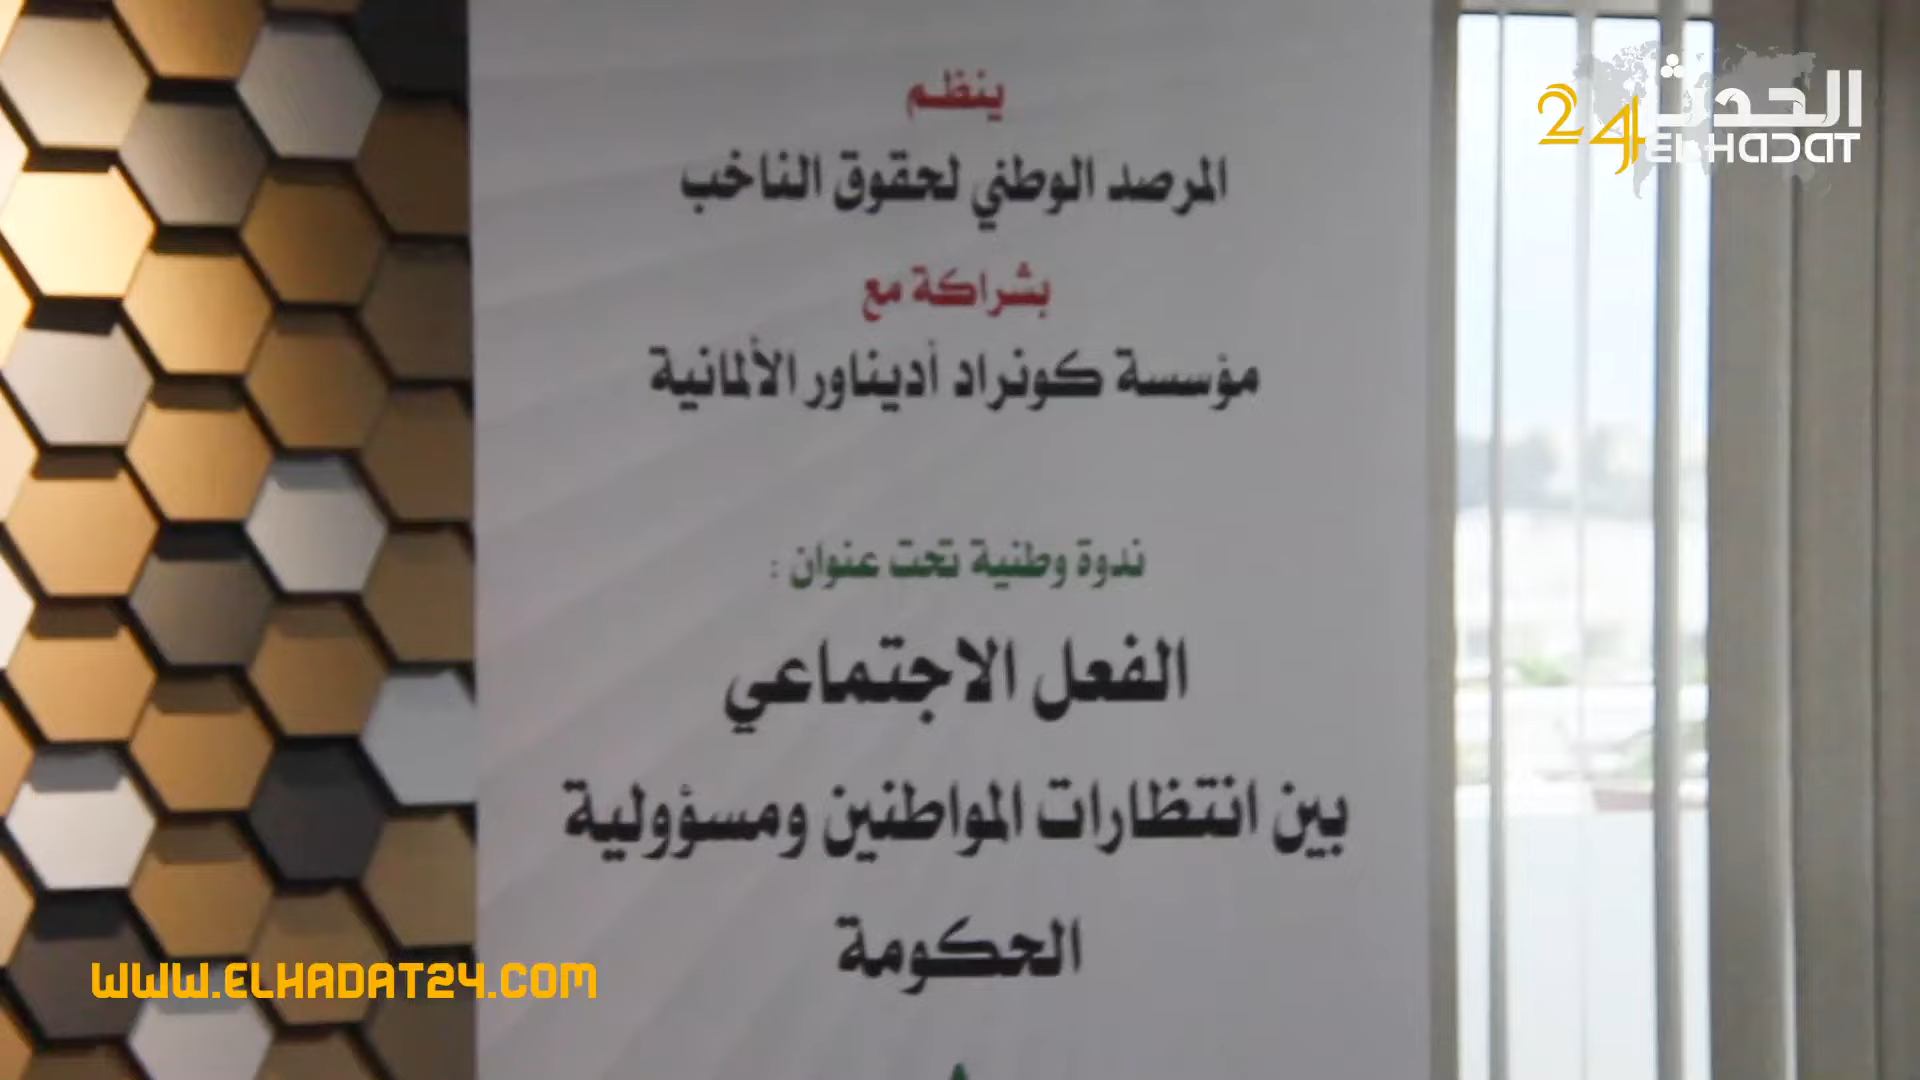 ينظم
المرصد الوطني لحقوق الناخب
بشراكة مع
مؤسسة كونراد أديناور الألمانية
ندوة وطنية تحت عنوان :
الفعل الاجتماعي
بين انتظارات المواطنين ومسؤولية
الحكومة
الحدث 24
ELHADAT
WWW.ELHADAT24.COM